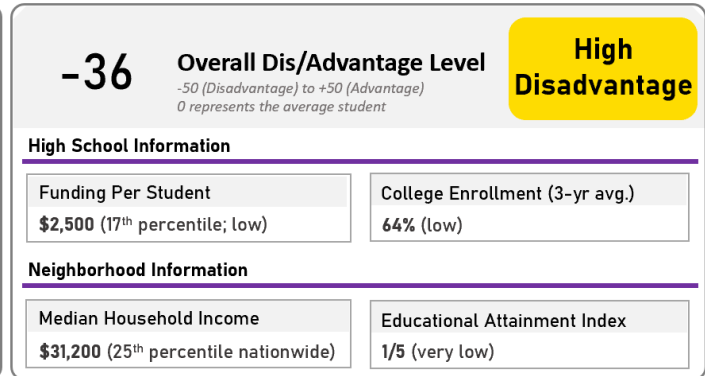 -36
Overall Dis/Advantage Level
-50 (Disadvantage) to +50 (Advantage)
0 represents the average student
High
Disadvantage
High School Information
Funding Per Student
$2,500 (17th percentile; low)
College Enrollment (3-yr avg.)
64% (low)
Neighborhood Information
Median Household Income
$31,200 (25th percentile nationwide)
Educational Attainment Index
1/5 (very low)